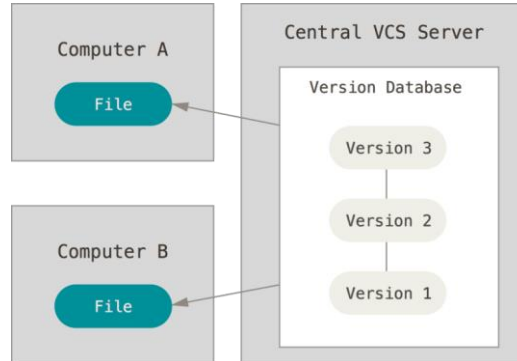 Computer A
File
Computer B
File
Central VCS Server
Version Database
Version 3
Version 2
Version 1